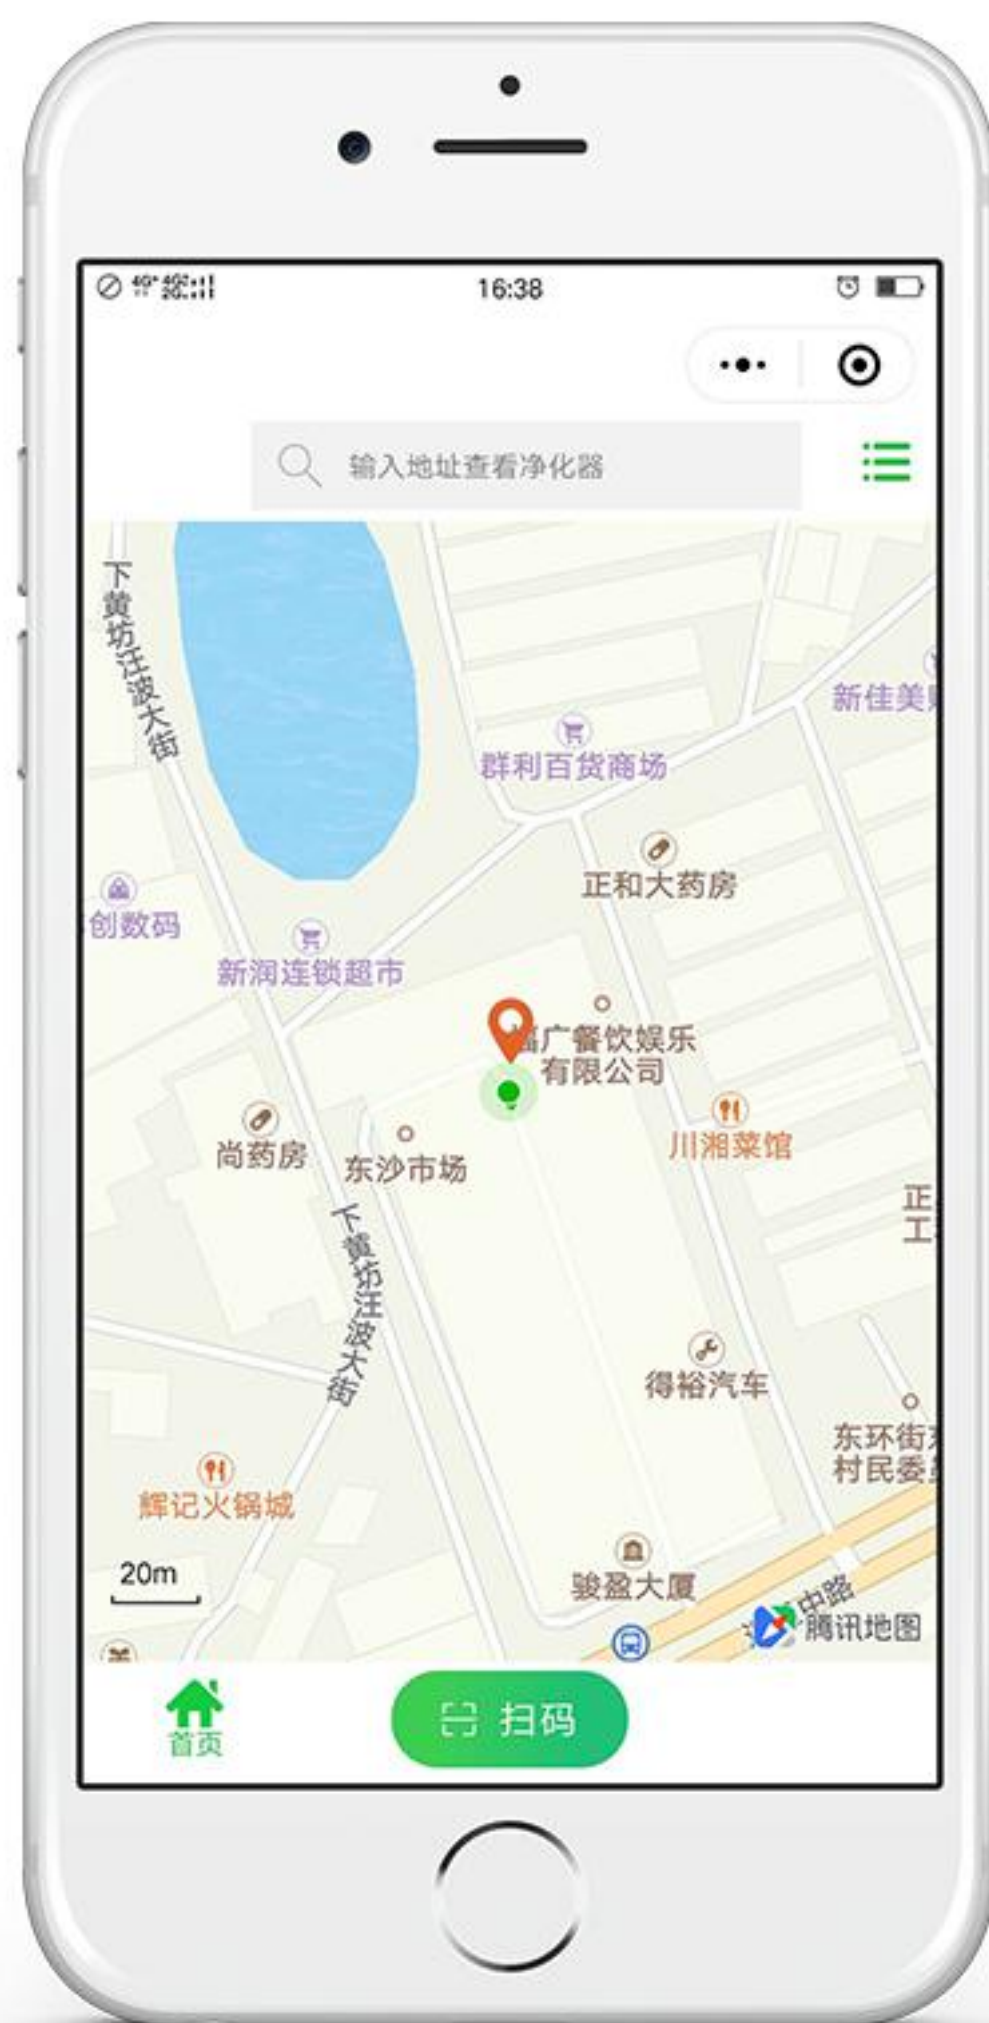 16:38
输入地址查看净化器
下黄坊汪波大街
新佳美
群利百货商场
正和大药房
创数码
新润连锁超市
福广餐饮娱乐
有限公司
川湘菜馆
尚药房
东沙市场
正
工
下黄坊汪波大街
得裕汽车
东环街
村民委
辉记火锅城
20m
骏盈大厦
中路
腾讯地图
首页
扫码